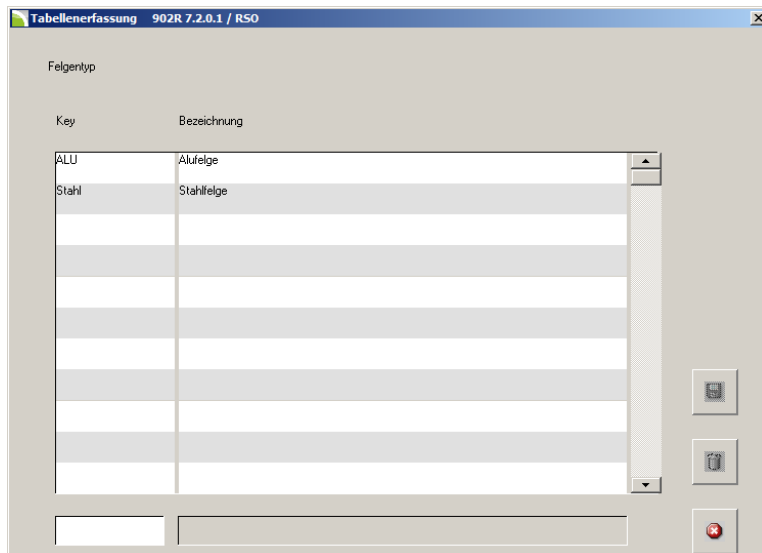 Tabellenerfassung 902R 7.2.0.1 / RSO
Felgentyp
Key Bezeichnung
ALU Alufelge
Stahl Stahlfelge